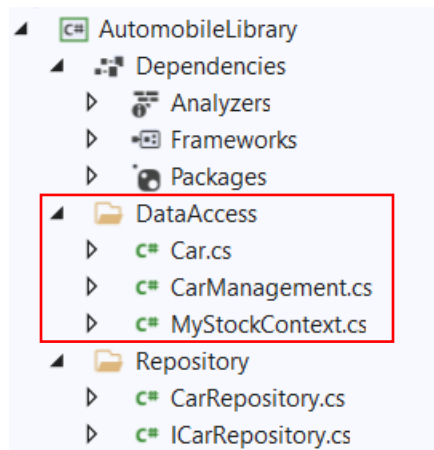 C# AutomobileLibrary
Dependencies
Analyzers
Frameworks
Packages
DataAccess
C# Car.cs
C# CarManagement.cs
C# MyStockContext.cs
Repository
C# CarRepository.cs
C# ICarRepository.cs